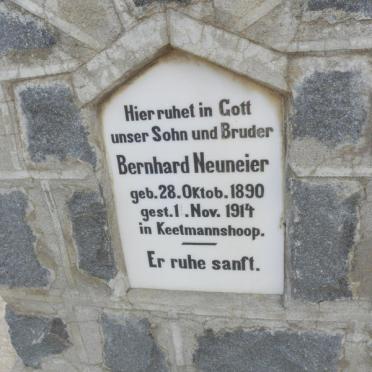 Hier ruhet in Gott
unser Sohn und Bruder
Bernhard Neuneier
geb. 28. Oktob. 1890
gest. 1. Nov. 1914
in Keetmannshoop.
Er ruhe sanft.